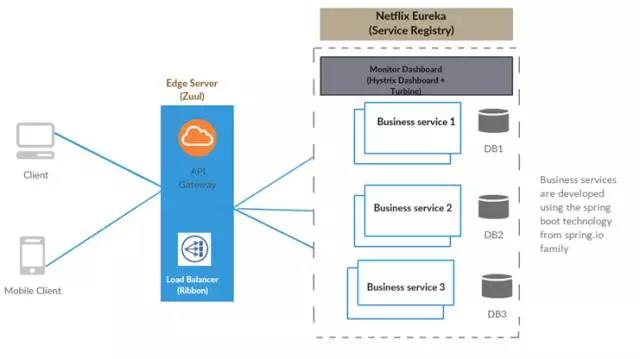 Netflix Eureka
(Service Registry)
Monitor Dashboard
(Hystrix Dashboard +
Turbine)
Edge Server
(Zuul)
API
Gateway
Load Balancer
(Ribbon)
Client
Mobile Client
Business service 1
DB1
Business service 2
DB2
Business service 3
DB3
Business services
are developed
using the spring
boot technology
from spring.io
family